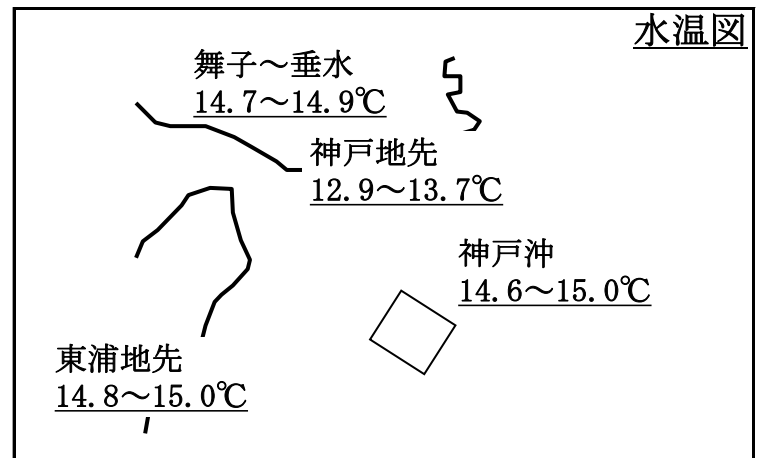 水温図
舞子～垂水
14.7～14.9℃
神戸地先
12.9～13.7℃
神戸沖
14.6～15.0℃
東浦地先
14.8～15.0℃